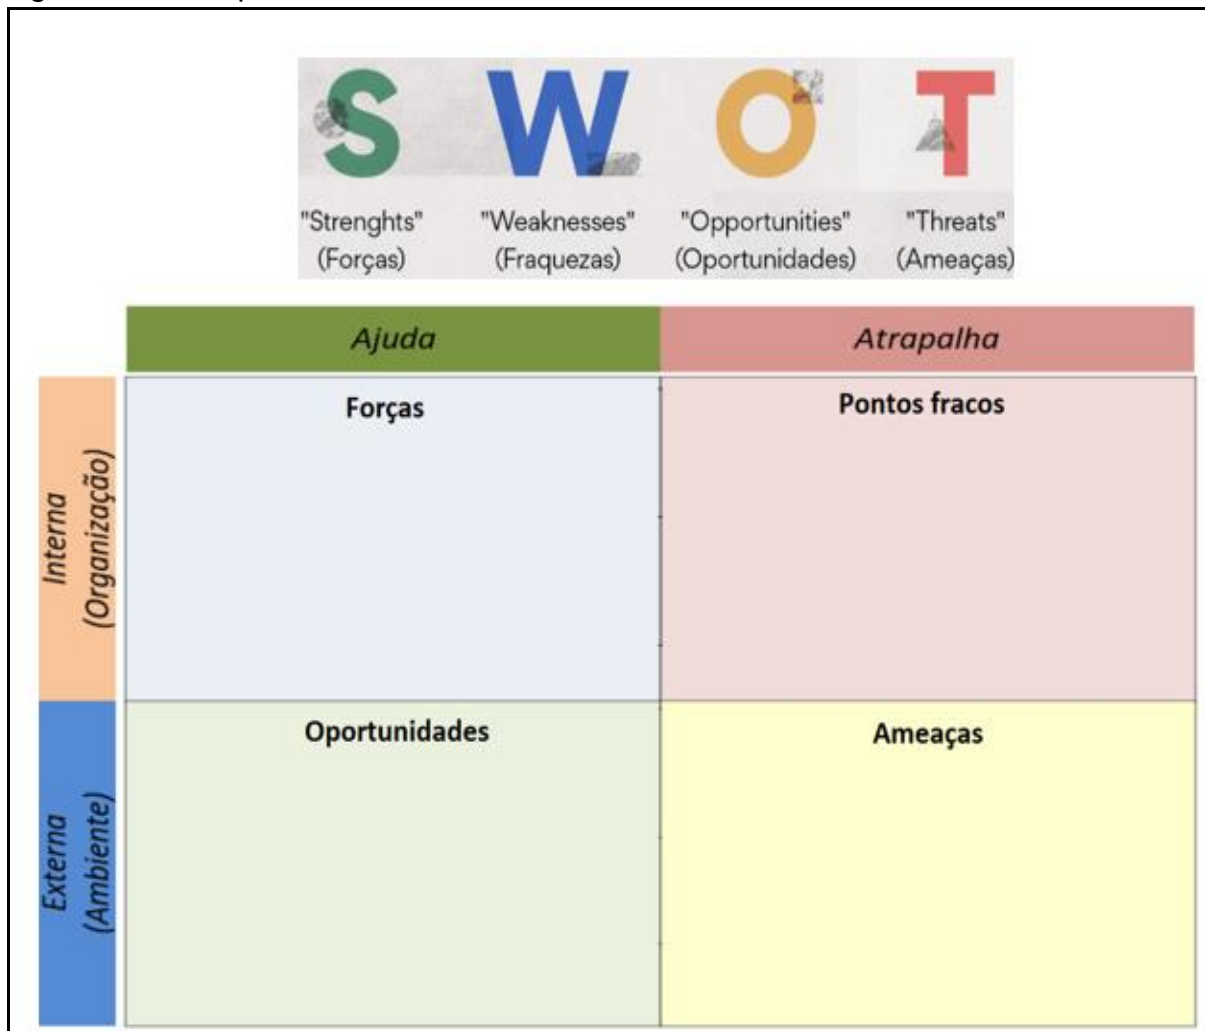 S W O T
"Strenghts" "Weaknesses" "Opportunities" "Threats"
(Forças) (Fraquezas) (Oportunidades) (Ameaças)
Ajuda Atrapalha
Interna
(Organização)
Forças Pontos fracos
Externa
(Ambiente)
Oportunidades Ameaças